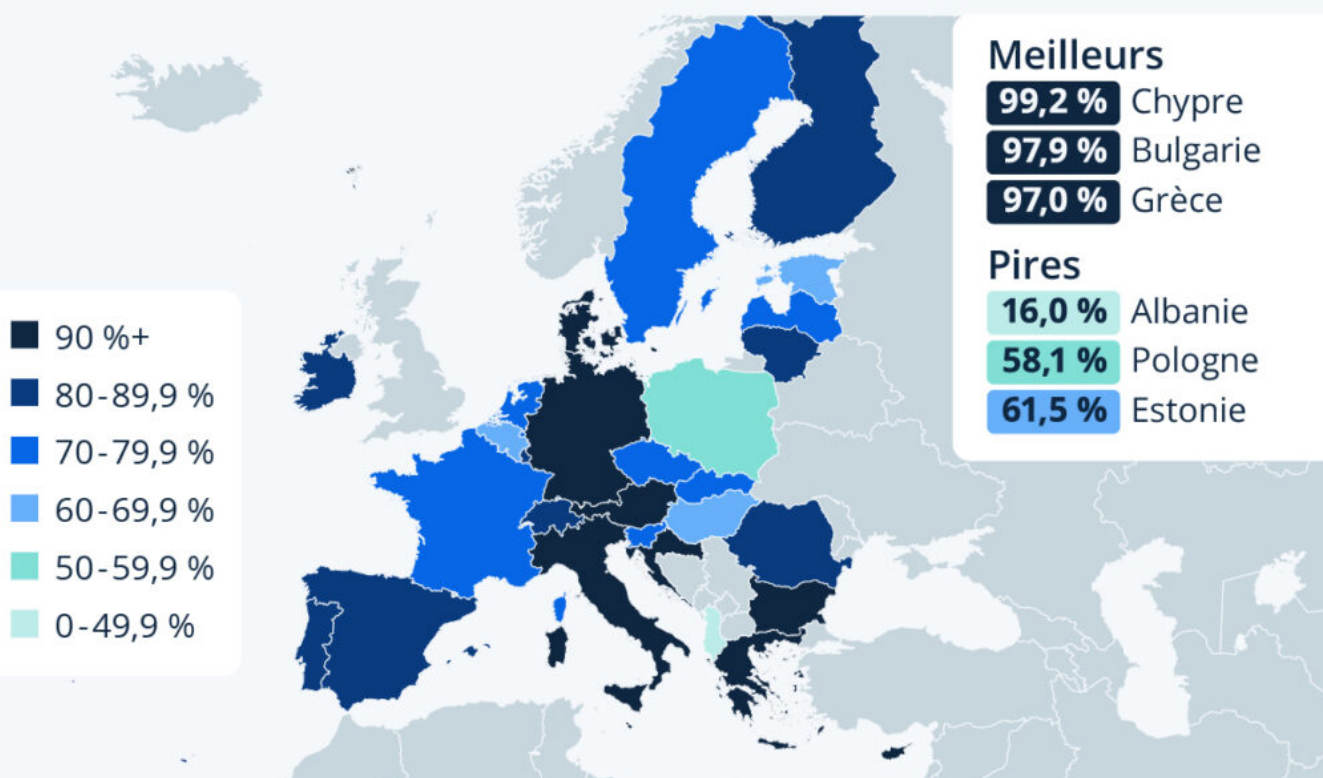 Meilleurs
99,2 % Chypre
97,9 % Bulgarie
97,0 % Grèce
Pires
16,0 % Albanie
58,1 % Pologne
61,5 % Estonie
90 %+
80-89,9 %
70-79,9 %
60-69,9 %
50-59,9 %
0-49,9 %